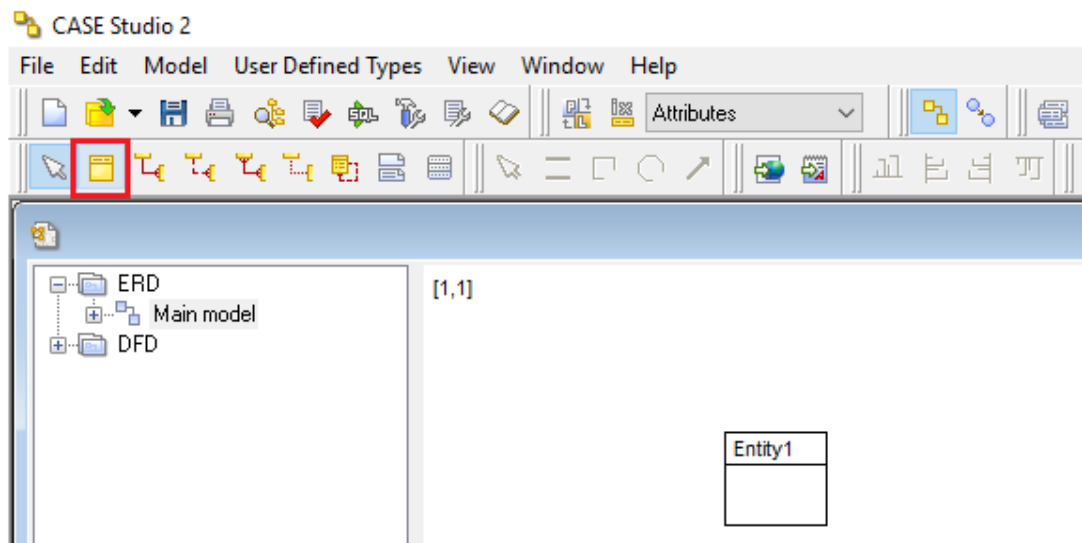 CASE Studio 2
File Edit Model User Defined Types View Window Help
SQL Attributes
ERD
Main model
DFD
[1,1]
Entity1